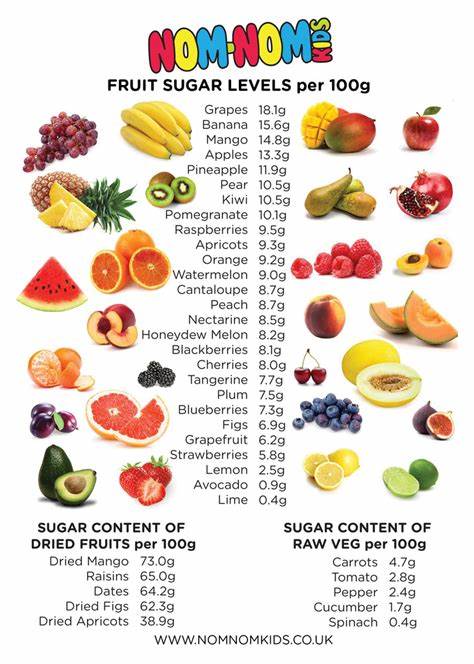 NOM-NOM KIDS
FRUIT SUGAR LEVELS per 100g
Grapes 18.1g
Banana 15.6g
Mango 14.8g
Apples 13.3g
Pineapple 11.9g
Pear 10.5g
Kiwi 10.5g
Pomegranate 10.1g
Raspberries 9.5g
Apricots 9.3g
Orange 9.2g
Watermelon 9.0g
Cantaloupe 8.7g
Peach 8.7g
Nectarine 8.5g
Honeydew Melon 8.2g
Blackberries 8.1g
Cherries 8.0g
Tangerine 7.7g
Plum 7.5g
Blueberries 7.3g
Figs 6.9g
Grapefruit 6.2g
Strawberries 5.8g
Lemon 2.5g
Avocado 0.9g
Lime 0.4g
SUGAR CONTENT OF
DRIED FRUITS per 100g
Dried Mango 73.0g
Raisins 65.0g
Dates 64.2g
Dried Figs 62.3g
Dried Apricots 38.9g
SUGAR CONTENT OF
RAW VEG per 100g
Carrots 4.7g
Tomato 2.8g
Pepper 2.4g
Cucumber 1.7g
Spinach 0.4g
WWW.NOMNOMKIDS.CO.UK